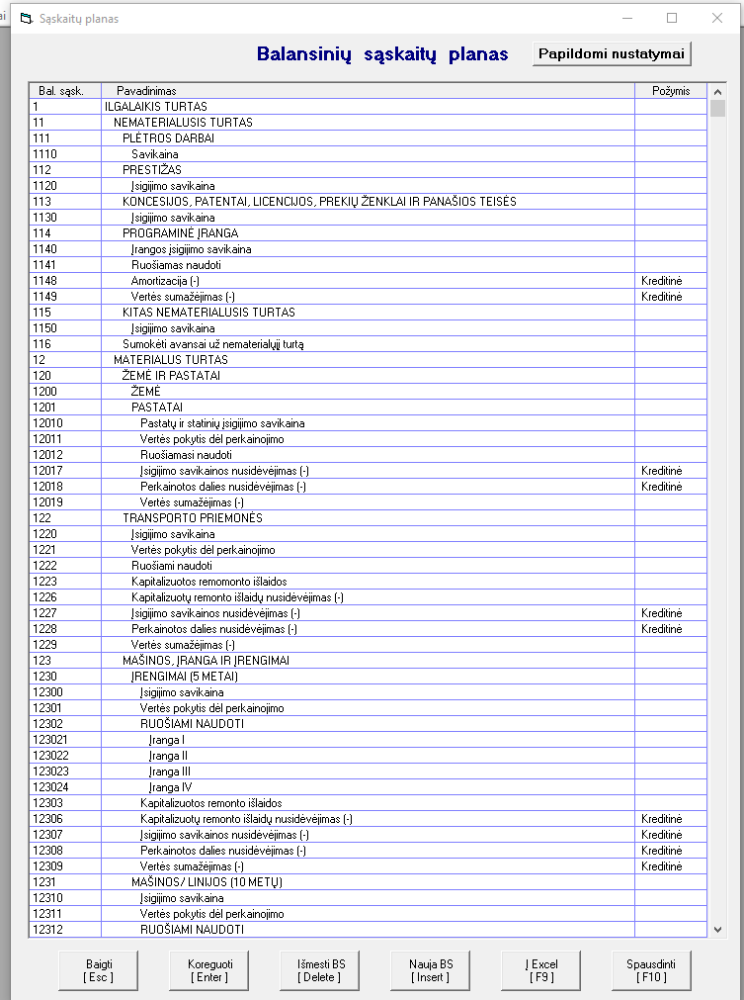 ai
Sąskaitų planas
Balansinių sąskaitų planas
Papildomi nustatymai
Bal. sąsk. Pavadinimas Požymis
1 ILGALAIKIS TURTAS
11 NEMATERIALUSIS TURTAS
111 PLĖTROS DARBAI
1110 Savikaina
112 PRESTIŽAS
1120 Įsigijimo savikaina
113 KONCESIJOS, PATENTAI, LICENCIJOS, PREKIŲ ŽENKLAI IR PANAŠIOS TEISĖS
1130 Įsigijimo savikaina
114 PROGRAMINĖ ĮRANGA
1140 Įrangos įsigijimo savikaina
1141 Ruošiamas naudoti
1148 Amortizacija (-) Kreditinė
1149 Vertės sumažėjimas (-) Kreditinė
115 KITAS NEMATERIALUSIS TURTAS
1150 Įsigijimo savikaina
116 Sumokėti avansai už nematerialųjį turtą
12 MATERIALUS TURTAS
120 ŽEMĖ IR PASTATAI
1200 ŽEMĖ
1201 PASTATAI
12010 Pastatų ir statinių įsigijimo savikaina
12011 Vertės pokytis dėl perkainojimo
12012 Ruošiamasi naudoti
12017 Įsigijimo savikainos nusidėvėjimas (-) Kreditinė
12018 Perkainotos dalies nusidėvėjimas (-) Kreditinė
12019 Vertės sumažėjimas (-)
122 TRANSPORTO PRIEMONĖS
1220 Įsigijimo savikaina
1221 Vertės pokytis dėl perkainojimo
1222 Ruošiami naudoti
1223 Kapitalizuotos remomonto išlaidos
1226 Kapitalizuotų remonto išlaidų nusidėvėjimas (-)
1227 Įsigijimo savikainos nusidėvėjimas (-) Kreditinė
1228 Perkainotos dalies nusidėvėjimas (-) Kreditinė
1229 Vertės sumažėjimas (-)
123 MAŠINOS, ĮRANGA IR ĮRENGIMAI
1230 ĮRENGIMAI (5 METAI)
12300 Įsigijimo savikaina
12301 Vertės pokytis dėl perkainojimo
12302 RUOŠIAMI NAUDOTI
123021 Įranga I
123022 Įranga II
123023 Įranga III
123024 Įranga IV
12303 Kapitalizuotos remonto išlaidos
12306 Kapitalizuotų remonto išlaidų nusidėvėjimas (-) Kreditinė
12307 Įsigijimo savikainos nusidėvėjimas (-) Kreditinė
12308 Perkainotos dalies nusidėvėjimas (-) Kreditinė
12309 Vertės sumažėjimas (-) Kreditinė
1231 MAŠINOS/ LINIJOS (10 METŲ)
12310 Įsigijimo savikaina
12311 Vertės pokytis dėl perkainojimo
12312 RUOŠIAMI NAUDOTI
Baigti Koreguoti Išmesti BS Nauja BS Į Excel Spausdinti
[ Esc ] [ Enter ] [ Delete ] [ Insert ] [ F9 ] [ F10 ]